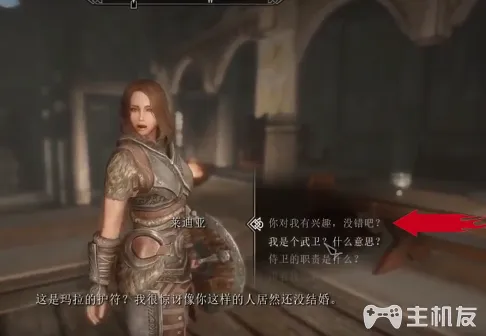 莱迪亚
你对我有兴趣，没错吧？
我是个武卫？什么意思？
侍卫的职责是什么？
这是玛拉的护符？我很惊讶像你这样的人居然还没结婚。
主机友